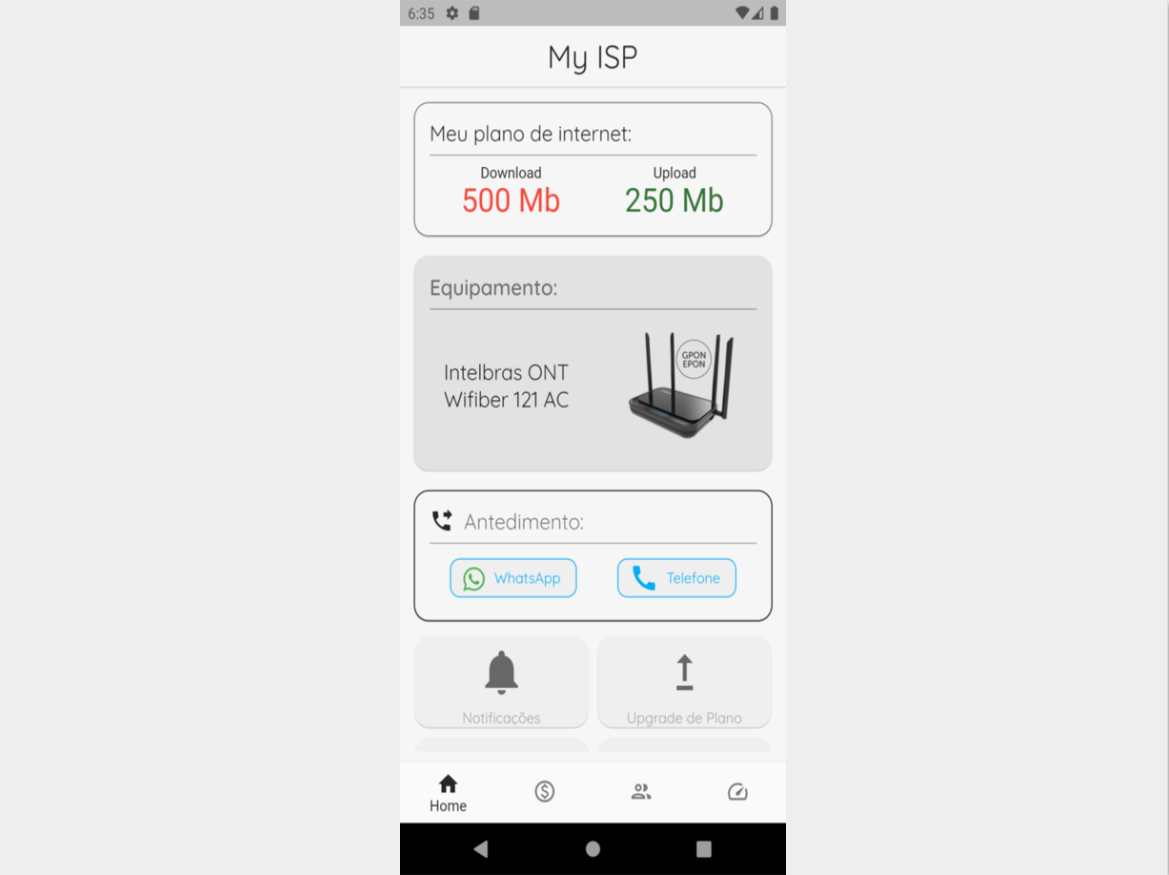 6:35
My ISP
Meu plano de internet:
Download Upload
500 Mb 250 Mb
Equipamento:
GPON
EPON
Intelbras ONT
Wifiber 121 AC
Antedimento:
WhatsApp Telefone
Notificações Upgrade de Plano
Home